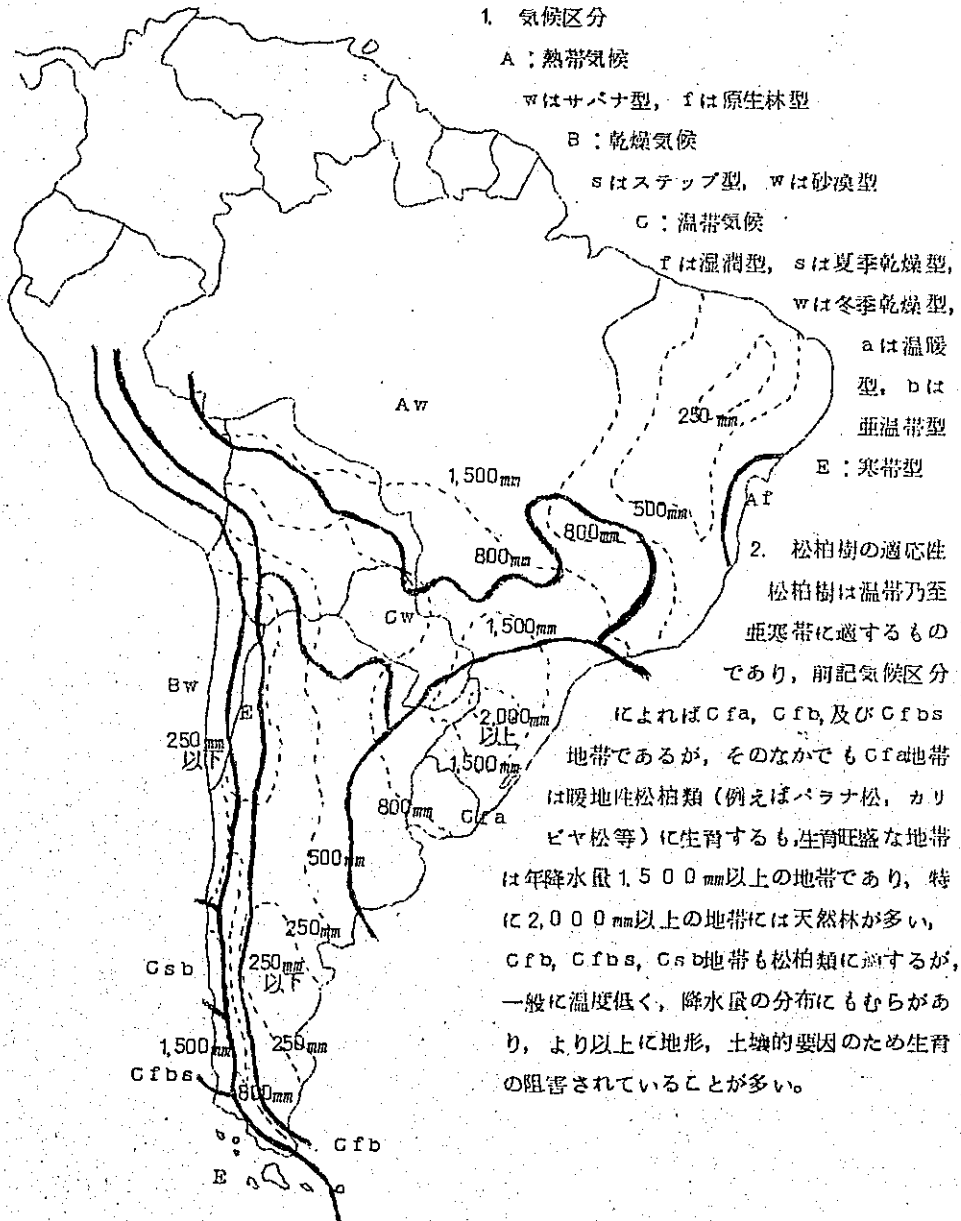 1. 気候区分
A:熱帯気候
wはサバナ型, fは原生林型
B:乾燥気候
sはステップ型, wは砂漠型
C:温帯気候
fは湿潤型, sは夏季乾燥型,
wは冬季乾燥型,
aは温暖
型, bは
亜温帯型
E:寒帯型
2. 松柏樹の適応性
松柏樹は温帯乃至
亜寒帯に適するもの
であり, 前記気候区分
によればCfa, Cfb,及びCfbs
地帯であるが, そのなかでもCfa地帯
は暖地性松柏類(例えばパラナ松, カリ
ビヤ松等)に生育するも,生育旺盛な地帯
は年降水量1,500mm以上の地帯であり, 特
に2,000mm以上の地帯には天然林が多い,
Cfb, Cfbs, Csb地帯も松柏類に適するが,
一般に温度低く, 降水量の分布にもむらがあ
り, より以上に地形, 土壌的要因のため生育
の阻害されていることが多い。
Aw
250mm
1,500mm
500mm
Af
800mm
800mm
1,500mm
Cw
Bw
E
250mm
以下
2,000mm
以上
1,500mm
800mm
Cfa
500mm
250mm
250mm
以下
Csb
1,500mm
250mm
Cfbs
800mm
Cfb
E